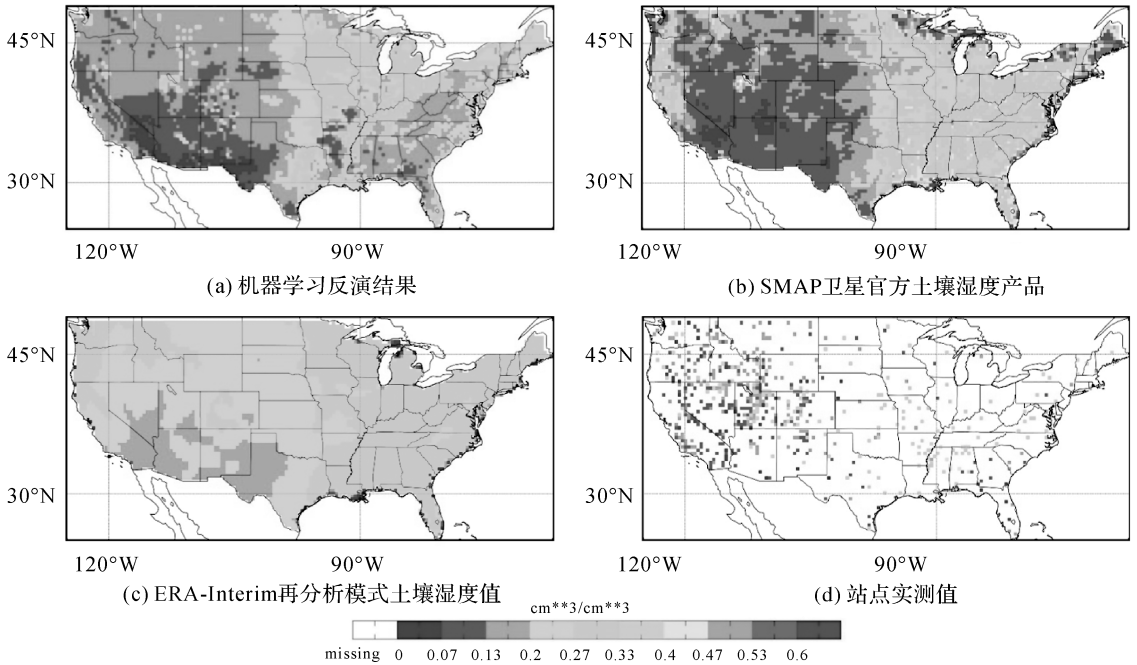 45°N
30°N
120°W 90°W
(a) 机器学习反演结果
45°N
30°N
120°W 90°W
(b) SMAP卫星官方土壤湿度产品
45°N
30°N
120°W 90°W
(c) ERA-Interim再分析模式土壤湿度值
45°N
30°N
120°W 90°W
(d) 站点实测值
cm**3/cm**3
missing 0 0.07 0.13 0.2 0.27 0.33 0.4 0.47 0.53 0.6